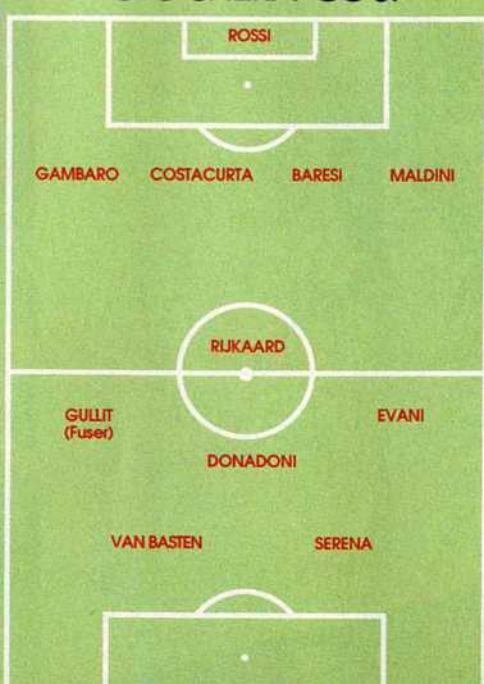 ROSSI
GAMBARO COSTACURTA BARESI MALDINI
RIJKAARD
GULLIT
(Fuser)
EVANI
DONADONI
VAN BASTEN SERENA